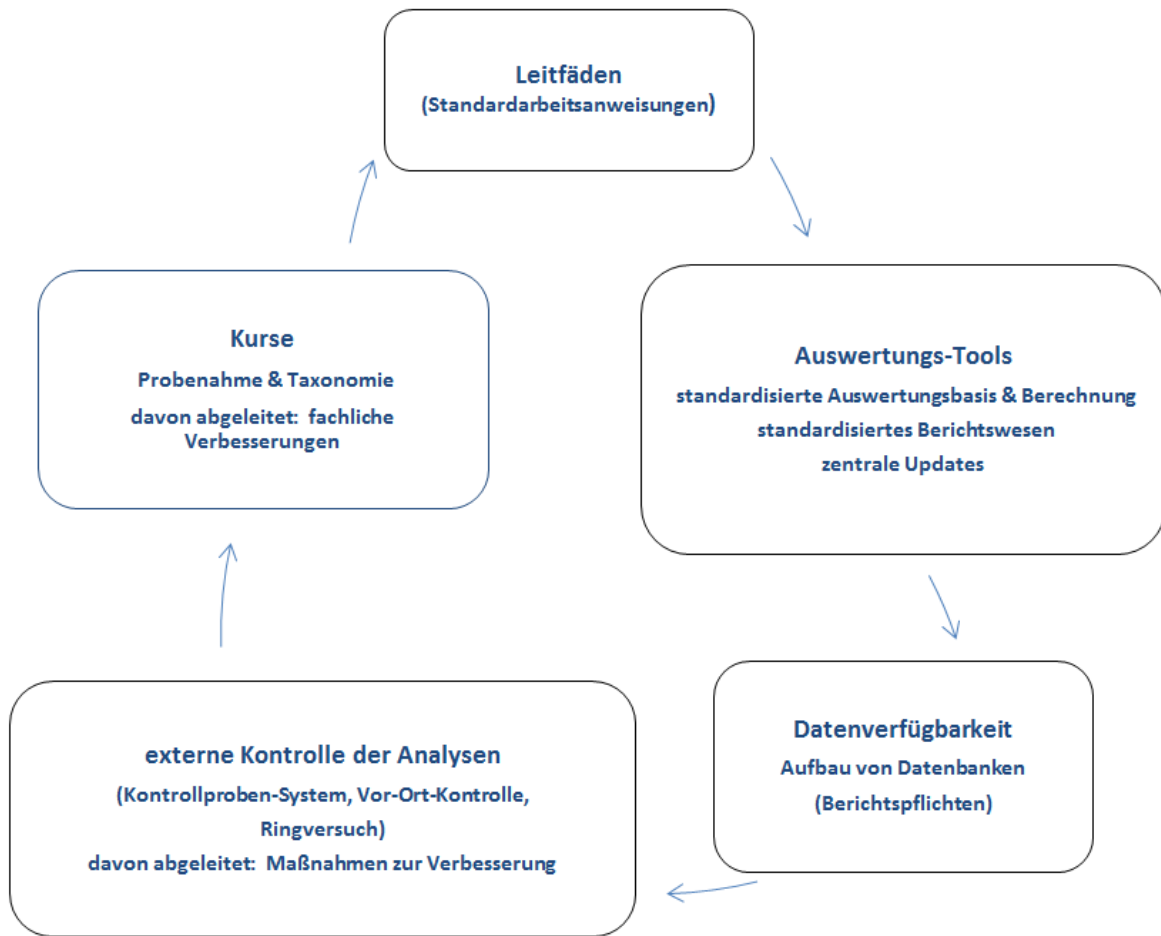 Leitfäden
(Standardarbeitsanweisungen)
Kurse
Probenahme & Taxonomie
davon abgeleitet: fachliche
Verbesserungen
Auswertungs-Tools
standardisierte Auswertungsbasis & Berechnung
standardisiertes Berichtswesen
zentrale Updates
externe Kontrolle der Analysen
(Kontrollproben-System, Vor-Ort-Kontrolle,
Ringversuch)
davon abgeleitet: Maßnahmen zur Verbesserung
Datenverfügbarkeit
Aufbau von Datenbanken
(Berichtspflichten)